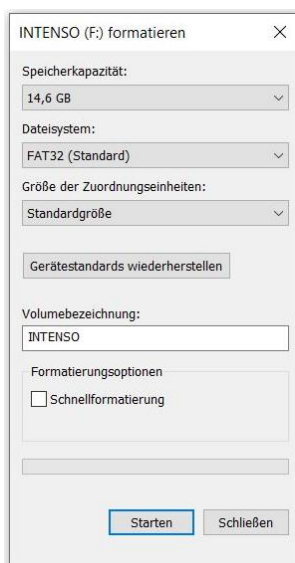 INTENSO (F:) formatieren
Speicherkapazität:
14,6 GB
Dateisystem:
FAT32 (Standard)
Größe der Zuordnungseinheiten:
Standardgröße
Gerätestandards wiederherstellen
Volumebezeichnung:
INTENSO
Formatierungsoptionen
Schnellformatierung
Starten Schließen